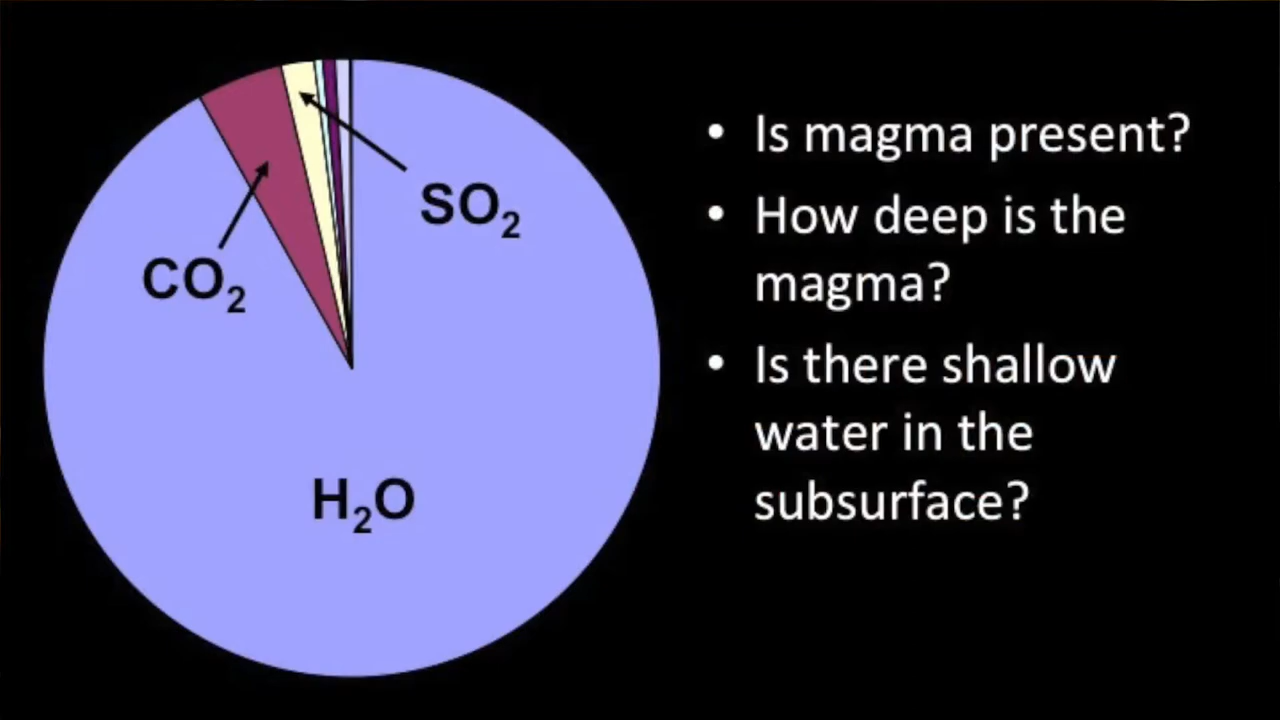 SO₂
CO₂
H₂O
• Is magma present?
• How deep is the
magma?
• Is there shallow
water in the
subsurface?